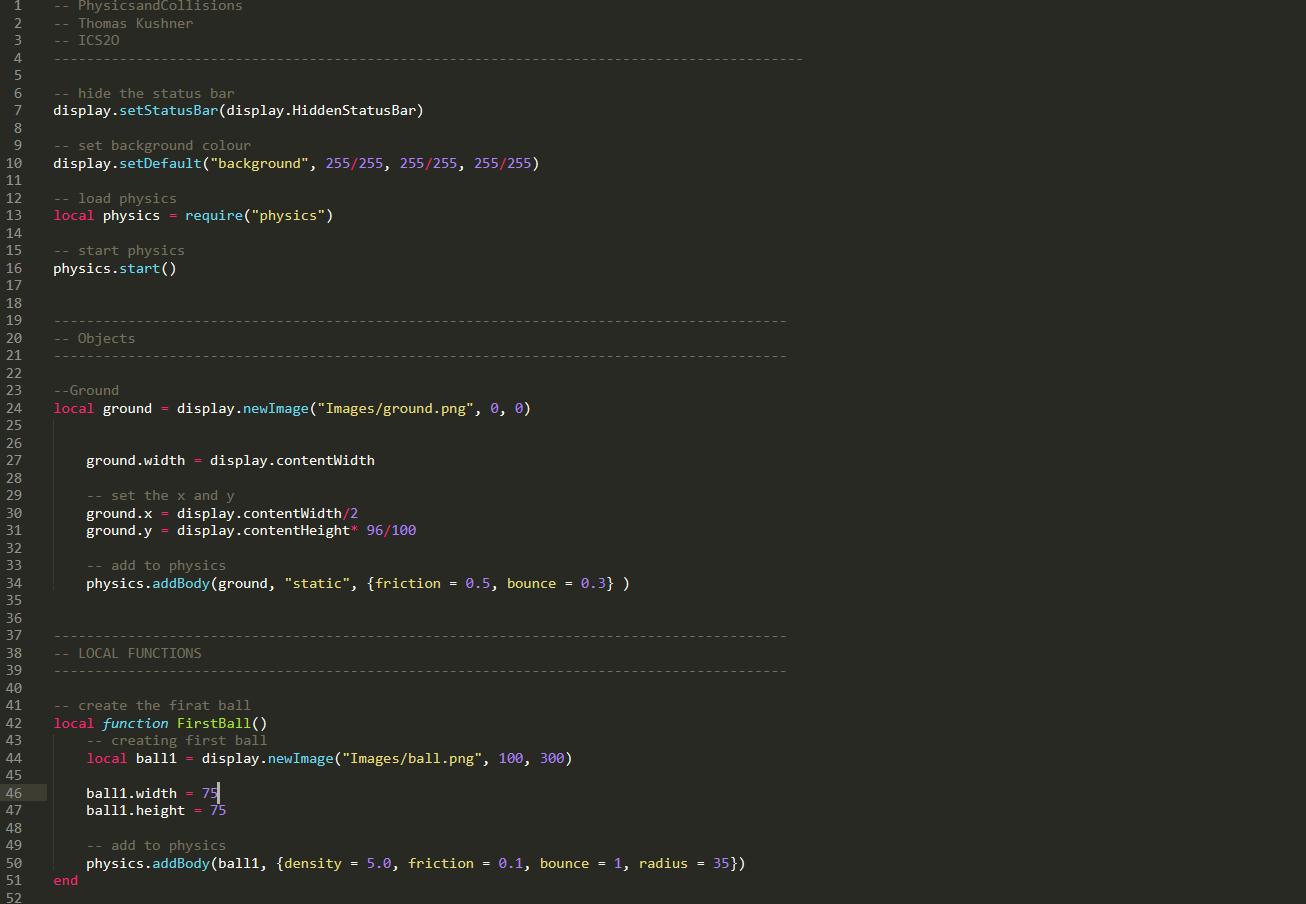 1 -- PhysicsandCollisions
2 -- Thomas Kushner
3 -- ICS2O
4 -------------------------------------------------------------------------------------------
5
6 -- hide the status bar
7 display.setStatusBar(display.HiddenStatusBar)
8
9 -- set background colour
10 display.setDefault("background", 255/255, 255/255, 255/255)
11
12 -- load physics
13 local physics = require("physics")
14
15 -- start physics
16 physics.start()
17
18
19 -----------------------------------------------------------------------------------------
20 -- Objects
21 -----------------------------------------------------------------------------------------
22
23 --Ground
24 local ground = display.newImage("Images/ground.png", 0, 0)
25
26
27     ground.width = display.contentWidth
28
29     -- set the x and y
30     ground.x = display.contentWidth/2
31     ground.y = display.contentHeight* 96/100
32
33     -- add to physics
34     physics.addBody(ground, "static", {friction = 0.5, bounce = 0.3} )
35
36
37 -----------------------------------------------------------------------------------------
38 -- LOCAL FUNCTIONS
39 -----------------------------------------------------------------------------------------
40
41 -- create the firat ball
42 local function FirstBall()
43     -- creating first ball
44     local ball1 = display.newImage("Images/ball.png", 100, 300)
45
46     ball1.width = 75
47     ball1.height = 75
48
49     -- add to physics
50     physics.addBody(ball1, {density = 5.0, friction = 0.1, bounce = 1, radius = 35})
51 end
52